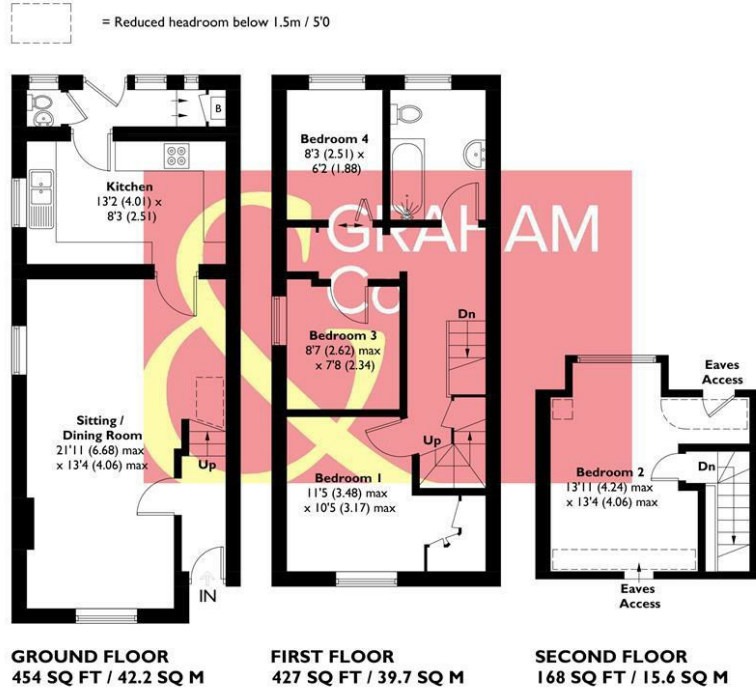 = Reduced headroom below 1.5m / 5'0
B
Kitchen
13'2 (4.01) x
8'3 (2.51)
Sitting /
Dining Room
21'11 (6.68) max
x 13'4 (4.06) max
Up
IN
Bedroom 4
8'3 (2.51) x
6'2 (1.88)
& GRAHAM
Co
Bedroom 3
8'7 (2.62) max
x 7'8 (2.34)
Dn
Up
Bedroom 1
11'5 (3.48) max
x 10'5 (3.17) max
Eaves
Access
Bedroom 2
13'11 (4.24) max
x 13'4 (4.06) max
Dn
Eaves
Access
GROUND FLOOR
454 SQ FT / 42.2 SQ M
FIRST FLOOR
427 SQ FT / 39.7 SQ M
SECOND FLOOR
168 SQ FT / 15.6 SQ M